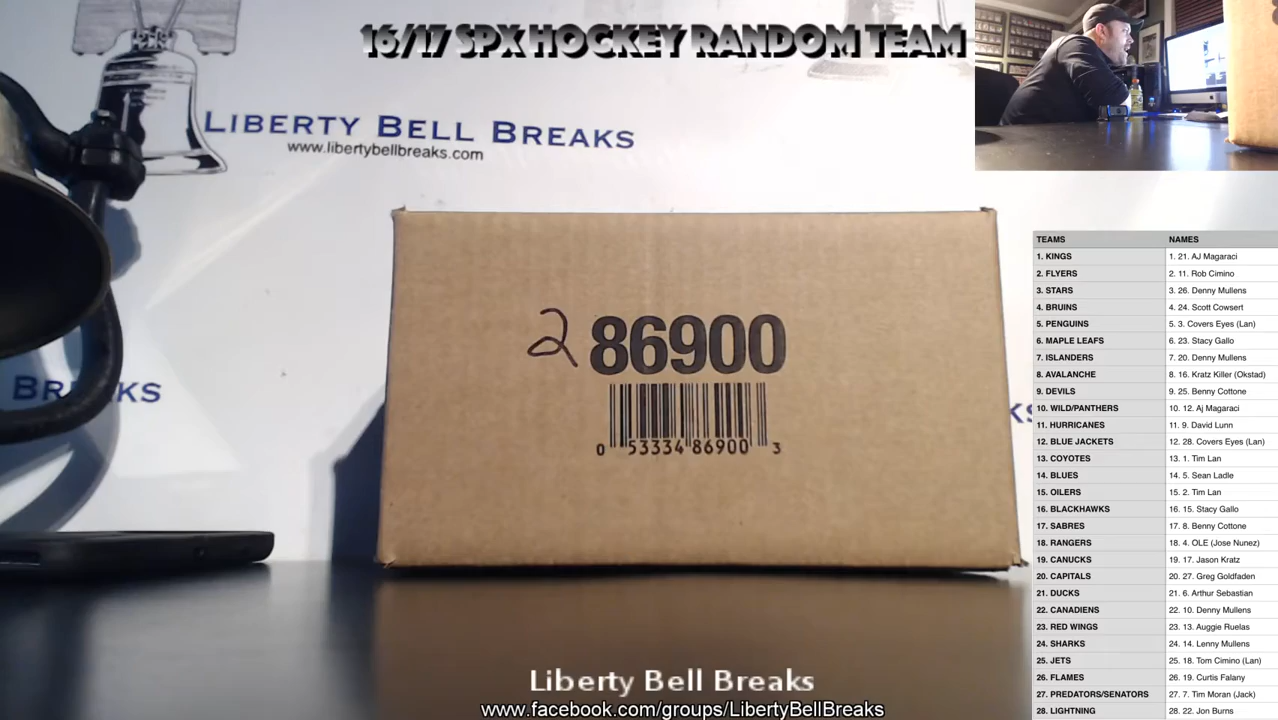 16/17 SPX HOCKEY RANDOM TEAM
LIBERTY BELL BREAKS
www.libertybellbreaks.com
BREAKS
KS
2 86900
0 53334 86900 3
TEAMS NAMES
1. KINGS 1. 21. AJ Magaraci
2. FLYERS 2. 11. Rob Cimino
3. STARS 3. 26. Denny Mullens
4. BRUINS 4. 24. Scott Cowsert
5. PENGUINS 5. 3. Covers Eyes (Lan)
6. MAPLE LEAFS 6. 23. Stacy Gallo
7. ISLANDERS 7. 20. Denny Mullens
8. AVALANCHE 8. 16. Kratz Killer (Okstad)
9. DEVILS 9. 25. Benny Cottone
10. WILD/PANTHERS 10. 12. Aj Magaraci
11. HURRICANES 11. 9. David Lunn
12. BLUE JACKETS 12. 28. Covers Eyes (Lan)
13. COYOTES 13. 1. Tim Lan
14. BLUES 14. 5. Sean Ladle
15. OILERS 15. 2. Tim Lan
16. BLACKHAWKS 16. 15. Stacy Gallo
17. SABRES 17. 8. Benny Cottone
18. RANGERS 18. 4. OLE (Jose Nunez)
19. CANUCKS 19. 17. Jason Kratz
20. CAPITALS 20. 27. Greg Goldfaden
21. DUCKS 21. 6. Arthur Sebastian
22. CANADIENS 22. 10. Denny Mullens
23. RED WINGS 23. 13. Auggie Ruelas
24. SHARKS 24. 14. Lenny Mullens
25. JETS 25. 18. Tom Cimino (Lan)
26. FLAMES 26. 19. Curtis Falany
27. PREDATORS/SENATORS 27. 7. Tim Moran (Jack)
28. LIGHTNING 28. 22. Jon Burns
Liberty Bell Breaks
www.facebook.com/groups/LibertyBellBreaks